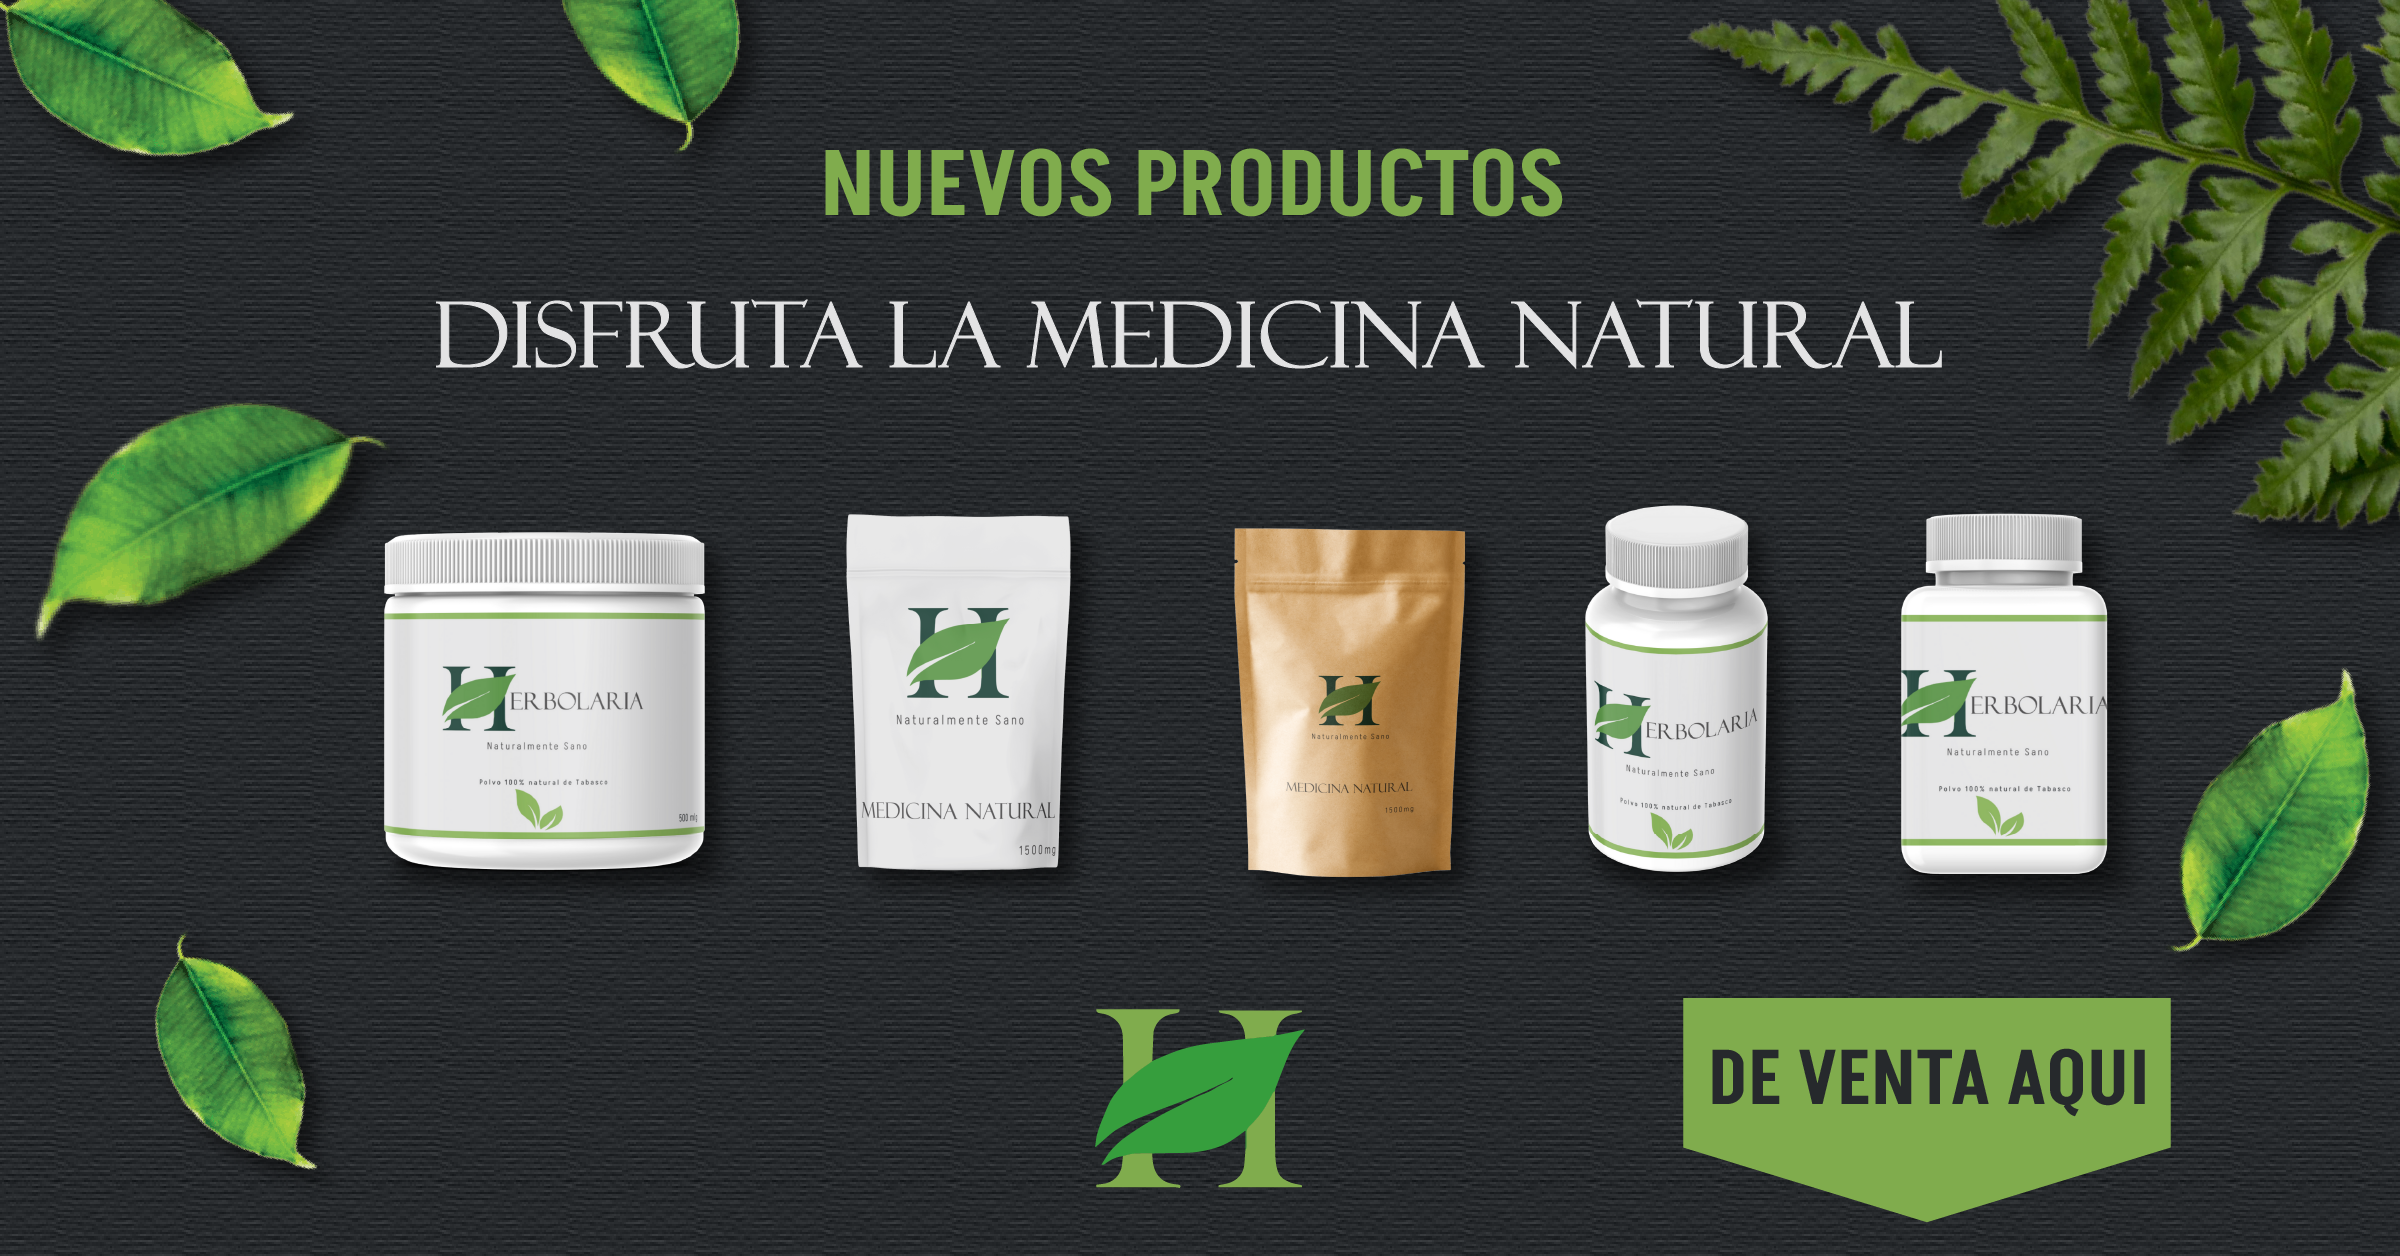 NUEVOS PRODUCTOS
DISFRUTA LA MEDICINA NATURAL
HERBOLARIA
Naturalmente Sano
Polvo 100% natural de Tabasco
500 mg
H
Naturalmente Sano
MEDICINA NATURAL
1500mg
H
Naturalmente Sano
MEDICINA NATURAL
1500mg
HERBOLARIA
Naturalmente Sano
Polvo 100% natural de Tabasco
HERBOLARIA
Naturalmente Sano
Polvo 100% natural de Tabasco
H
DE VENTA AQUI